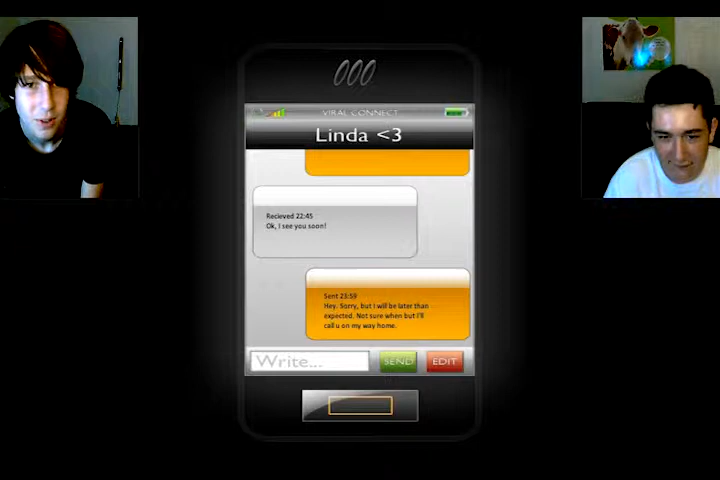 000
VIRAL CONNECT
Linda <3
Recieved 22:45
Ok, I see you soon!
Sent 23:59
Hey. Sorry, but I will be later than
expected. Not sure when but I'll
call u on my way home.
Write...
SEND
EDIT